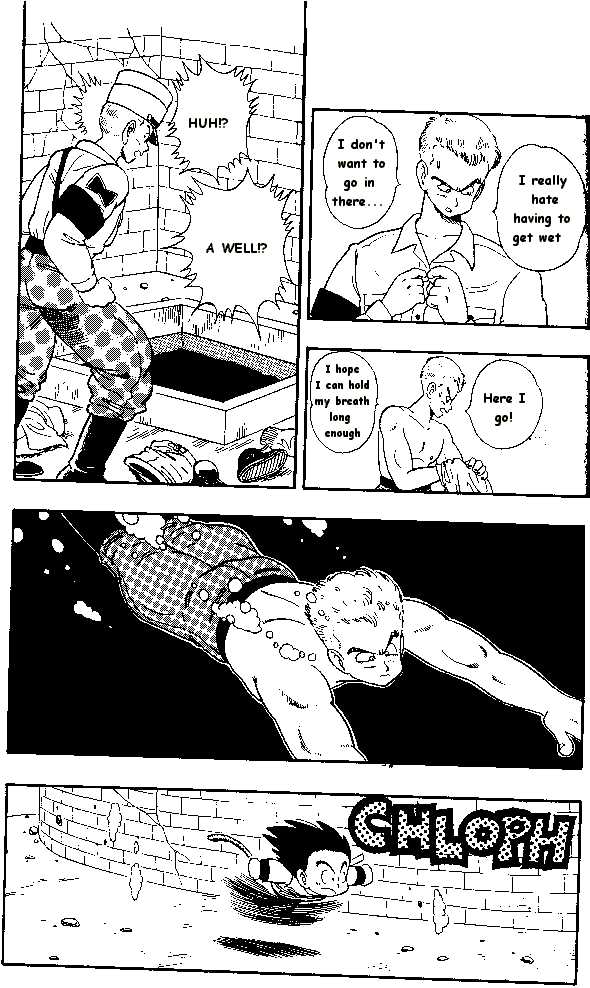 HUH!?
A WELL!?
I don't
want to
go in
there...
I really
hate
having to
get wet
I hope
I can hold
my breath
long
enough
Here I
go!
CHLOPH